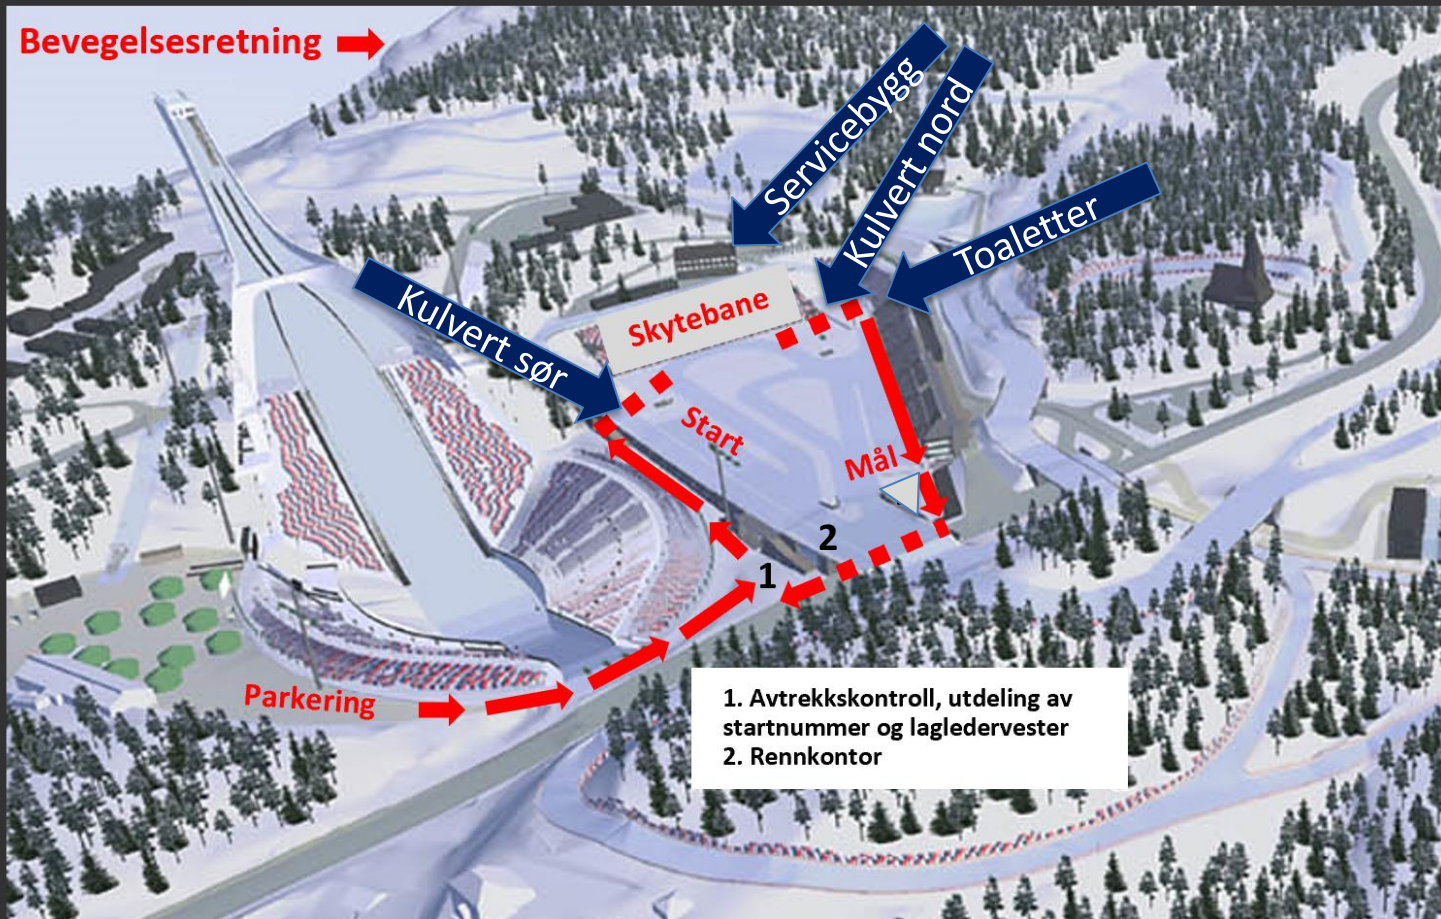 Bevegelsesretning
Servicebygg
Kulvert nord
Toaletter
Kulvert sør
Skytebane
Start
Mål
2
1
Parkering
1. Avtrekkskontroll, utdeling av
startnummer og lagledervester
2. Rennkontor